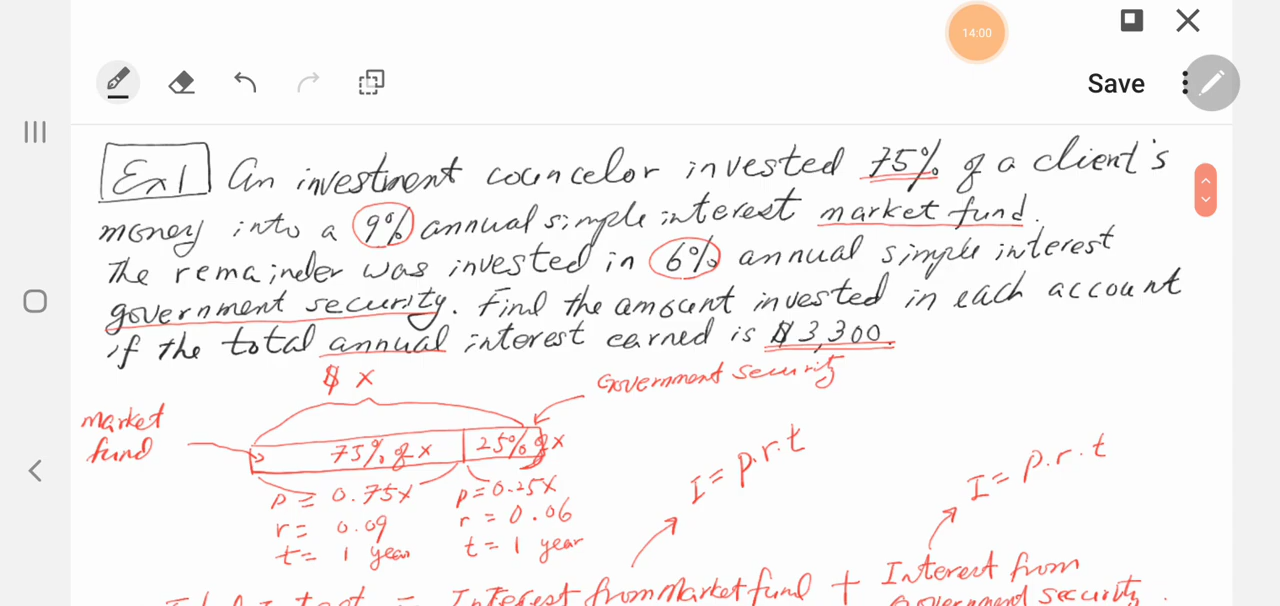 14:00
Save
Ex1 An investment councelor invested 75% of a client's
money into a 9% annual simple interest market fund.
The remainder was invested in 6% annual simple interest
government security. Find the amount invested in each account
if the total annual interest earned is $3,300.
$ x
Government security
market
fund
75% of x 25% of x
I = p.r.t
I = p.r.t
p = 0.75x p = 0.25x
r = 0.09 r = 0.06
t = 1 year t = 1 year
Interest from Market fund + Interest from
Government security.